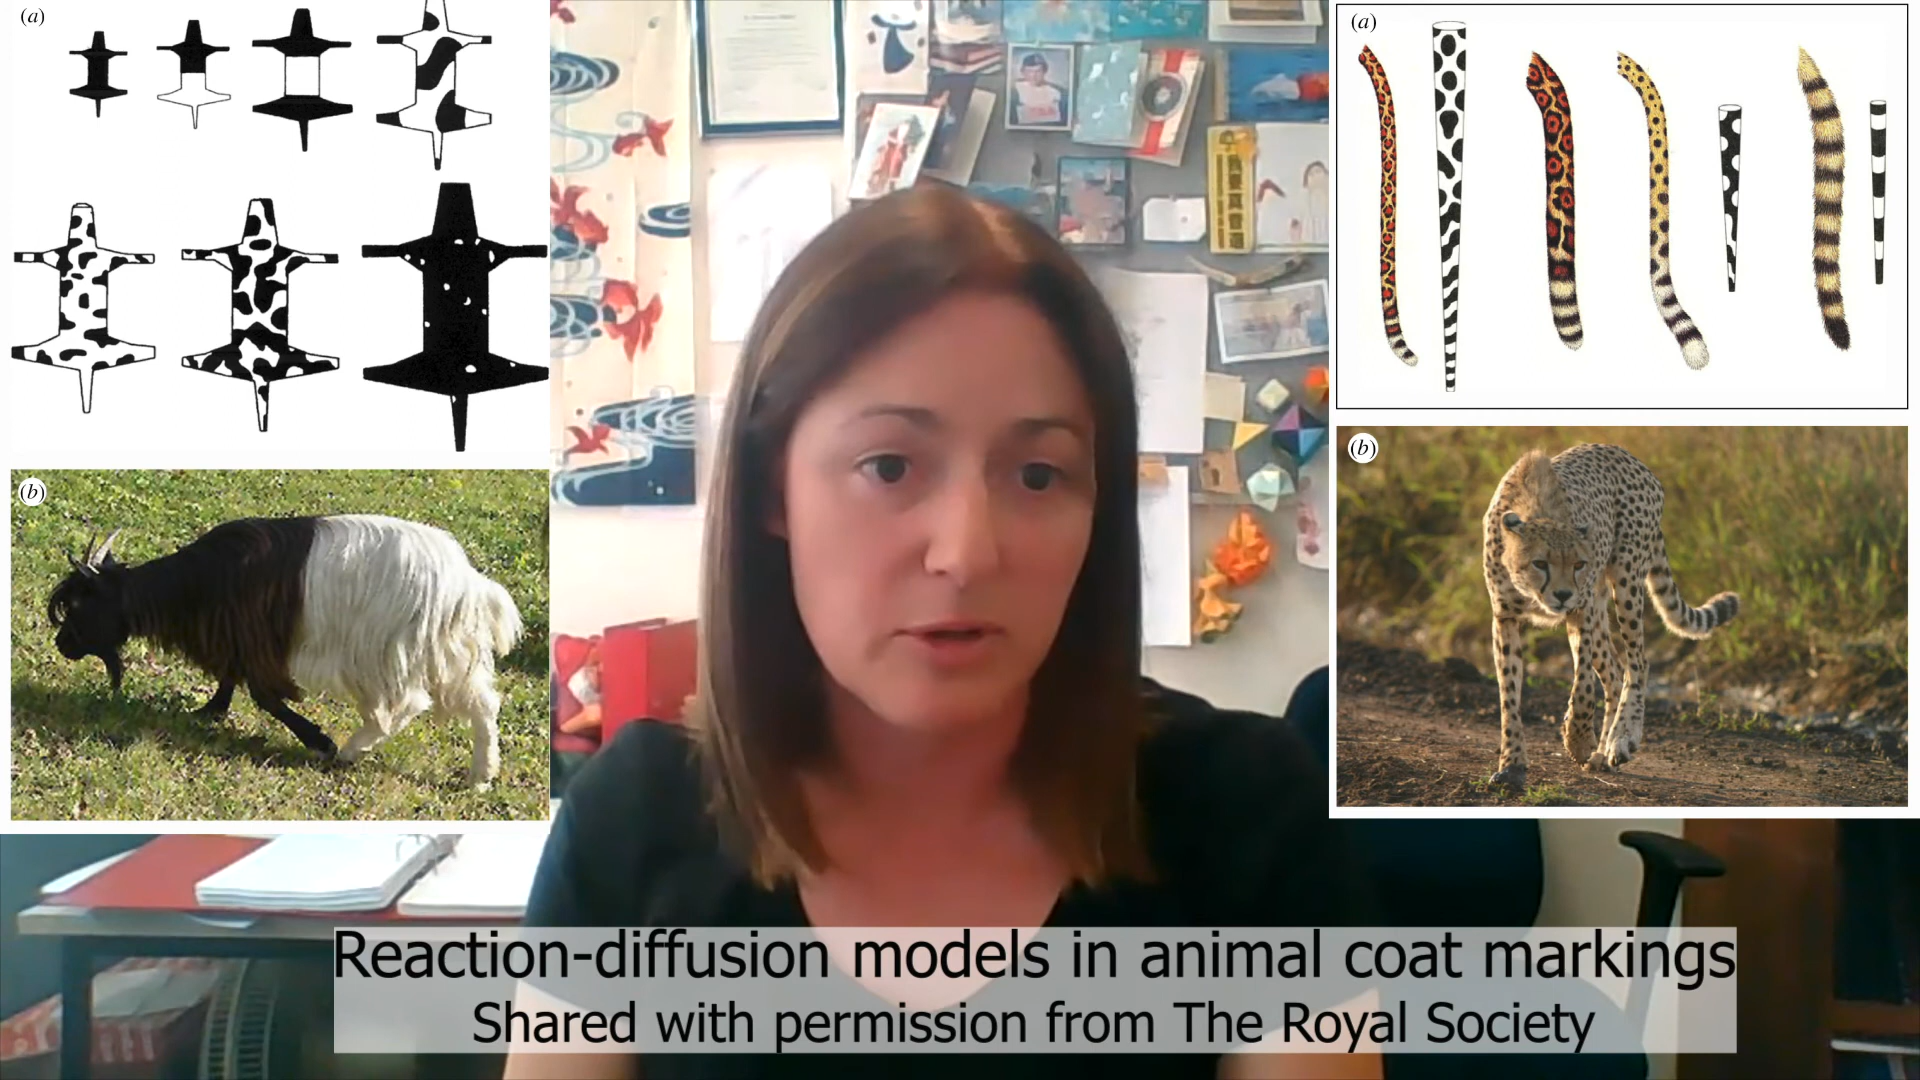 (a)
(b)
(a)
(b)
Reaction-diffusion models in animal coat markings
Shared with permission from The Royal Society